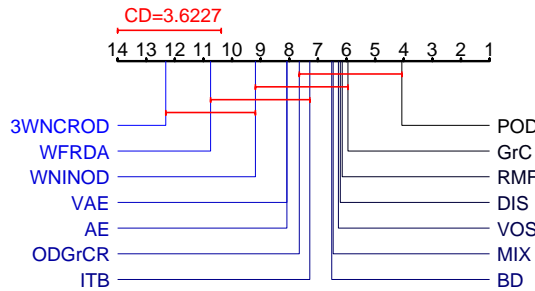 CD=3.6227
14 13 12 11 10 9 8 7 6 5 4 3 2 1
3WNCROD POD
WFRDA GrC
WNINOD RMF
VAE DIS
AE VOS
ODGrCR MIX
ITB BD